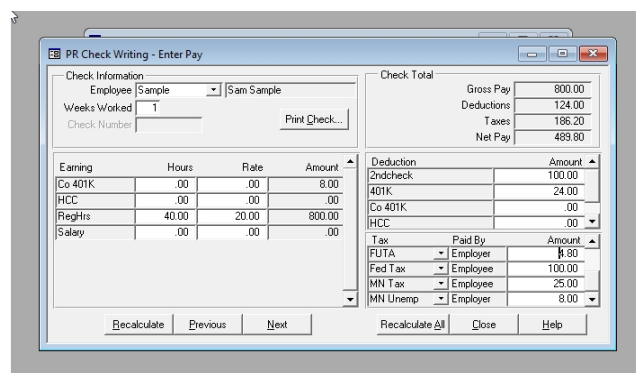 PR Check Writing - Enter Pay
Check Information
Employee Sample Sam Sample
Weeks Worked 1
Check Number
Print Check...
Check Total
Gross Pay 800.00
Deductions 124.00
Taxes 186.20
Net Pay 489.80
Earning Hours Rate Amount
Co 401K .00 .00 8.00
HCC .00 .00 .00
RegHrs 40.00 20.00 800.00
Salary .00 .00 .00
Deduction Amount
2ndcheck 100.00
401K 24.00
Co 401K .00
HCC .00
Tax Paid By Amount
FUTA Employer 4.80
Fed Tax Employee 100.00
MN Tax Employee 25.00
MN Unemp Employer 8.00
Recalculate Previous Next Recalculate All Close Help